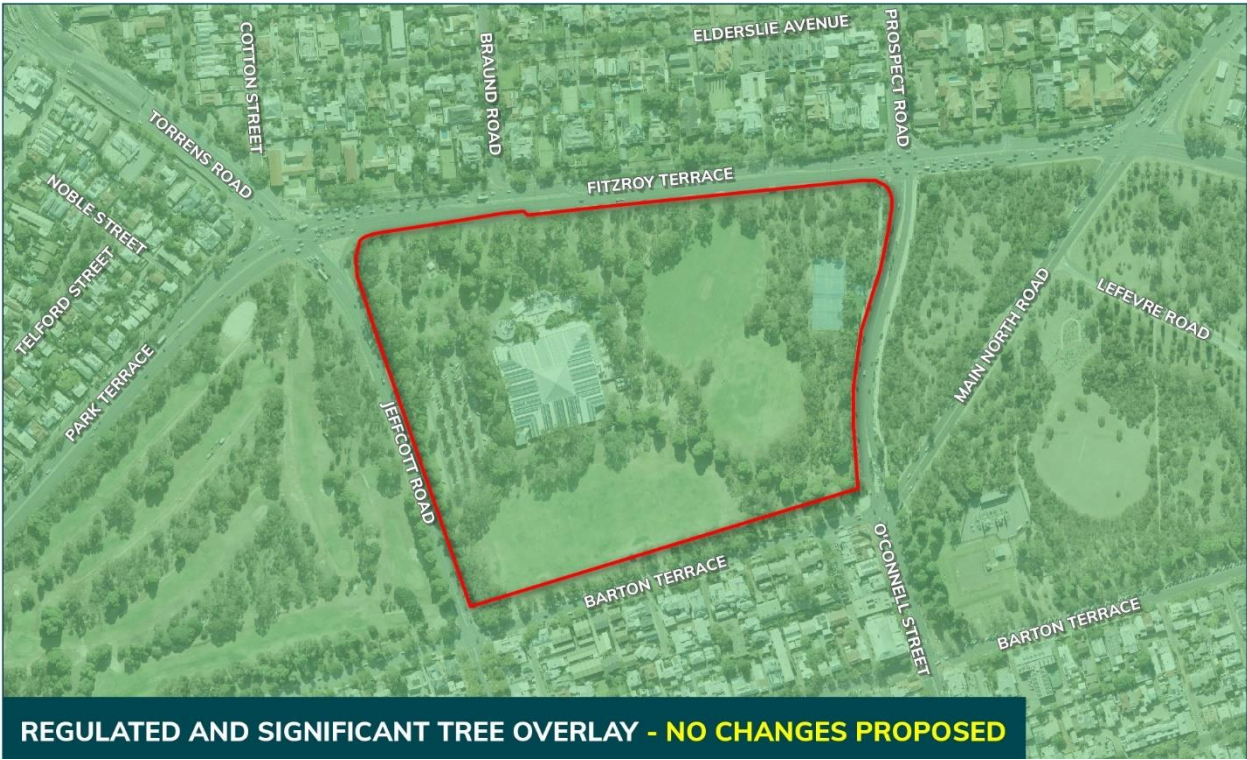 COTTON STREET
BRAUND ROAD
ELDERSLIE AVENUE
PROSPECT ROAD
TORRENS ROAD
FITZROY TERRACE
NOBLE STREET
TELFORD STREET
PARK TERRACE
JEFFCOTT ROAD
MAIN NORTH ROAD
LEFEVRE ROAD
BARTON TERRACE
O'CONNELL STREET
BARTON TERRACE
REGULATED AND SIGNIFICANT TREE OVERLAY - NO CHANGES PROPOSED